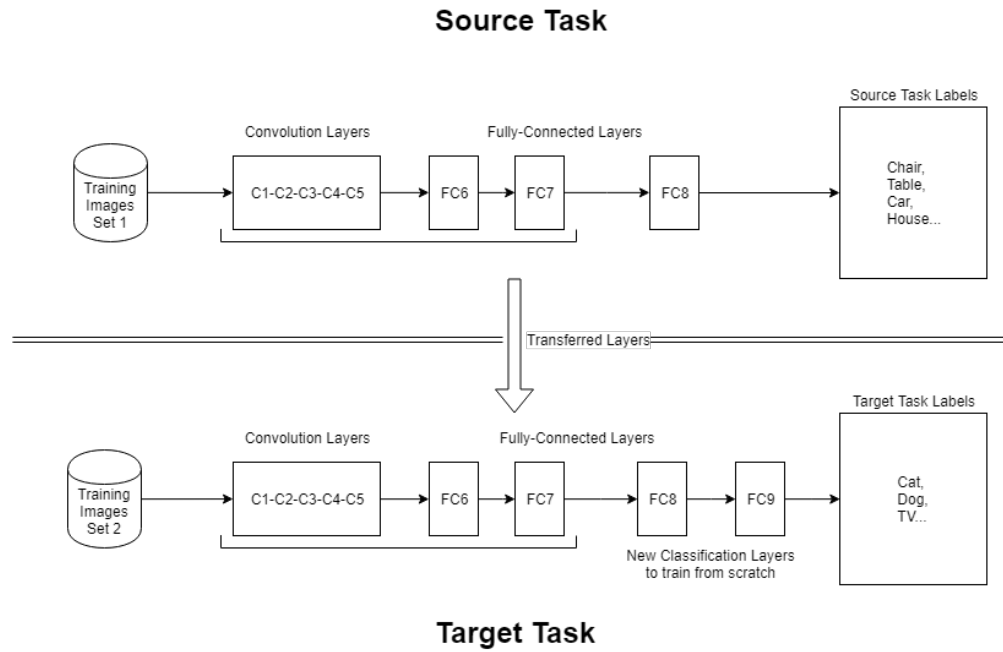 Source Task
Source Task Labels
Convolution Layers
Fully-Connected Layers
Training
Images
Set 1
C1-C2-C3-C4-C5
FC6
FC7
FC8
Chair,
Table,
Car,
House...
Transferred Layers
Target Task Labels
Convolution Layers
Fully-Connected Layers
Training
Images
Set 2
C1-C2-C3-C4-C5
FC6
FC7
FC8
FC9
Cat,
Dog,
TV...
New Classification Layers
to train from scratch
Target Task